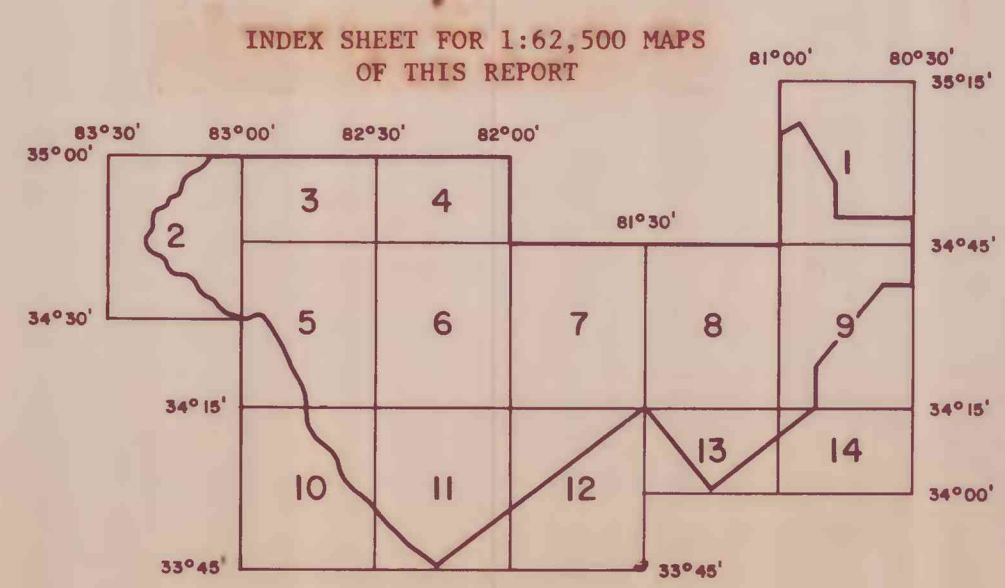 INDEX SHEET FOR 1:62,500 MAPS
OF THIS REPORT
81°00' 80°30'
35°15'
83°30' 83°00' 82°30' 82°00'
35°00'
1
3 4
2
81°30'
34°45'
34°30'
5 6 7 8 9
34°15' 34°15'
13 14
10 11 12
34°00'
33°45' 33°45'